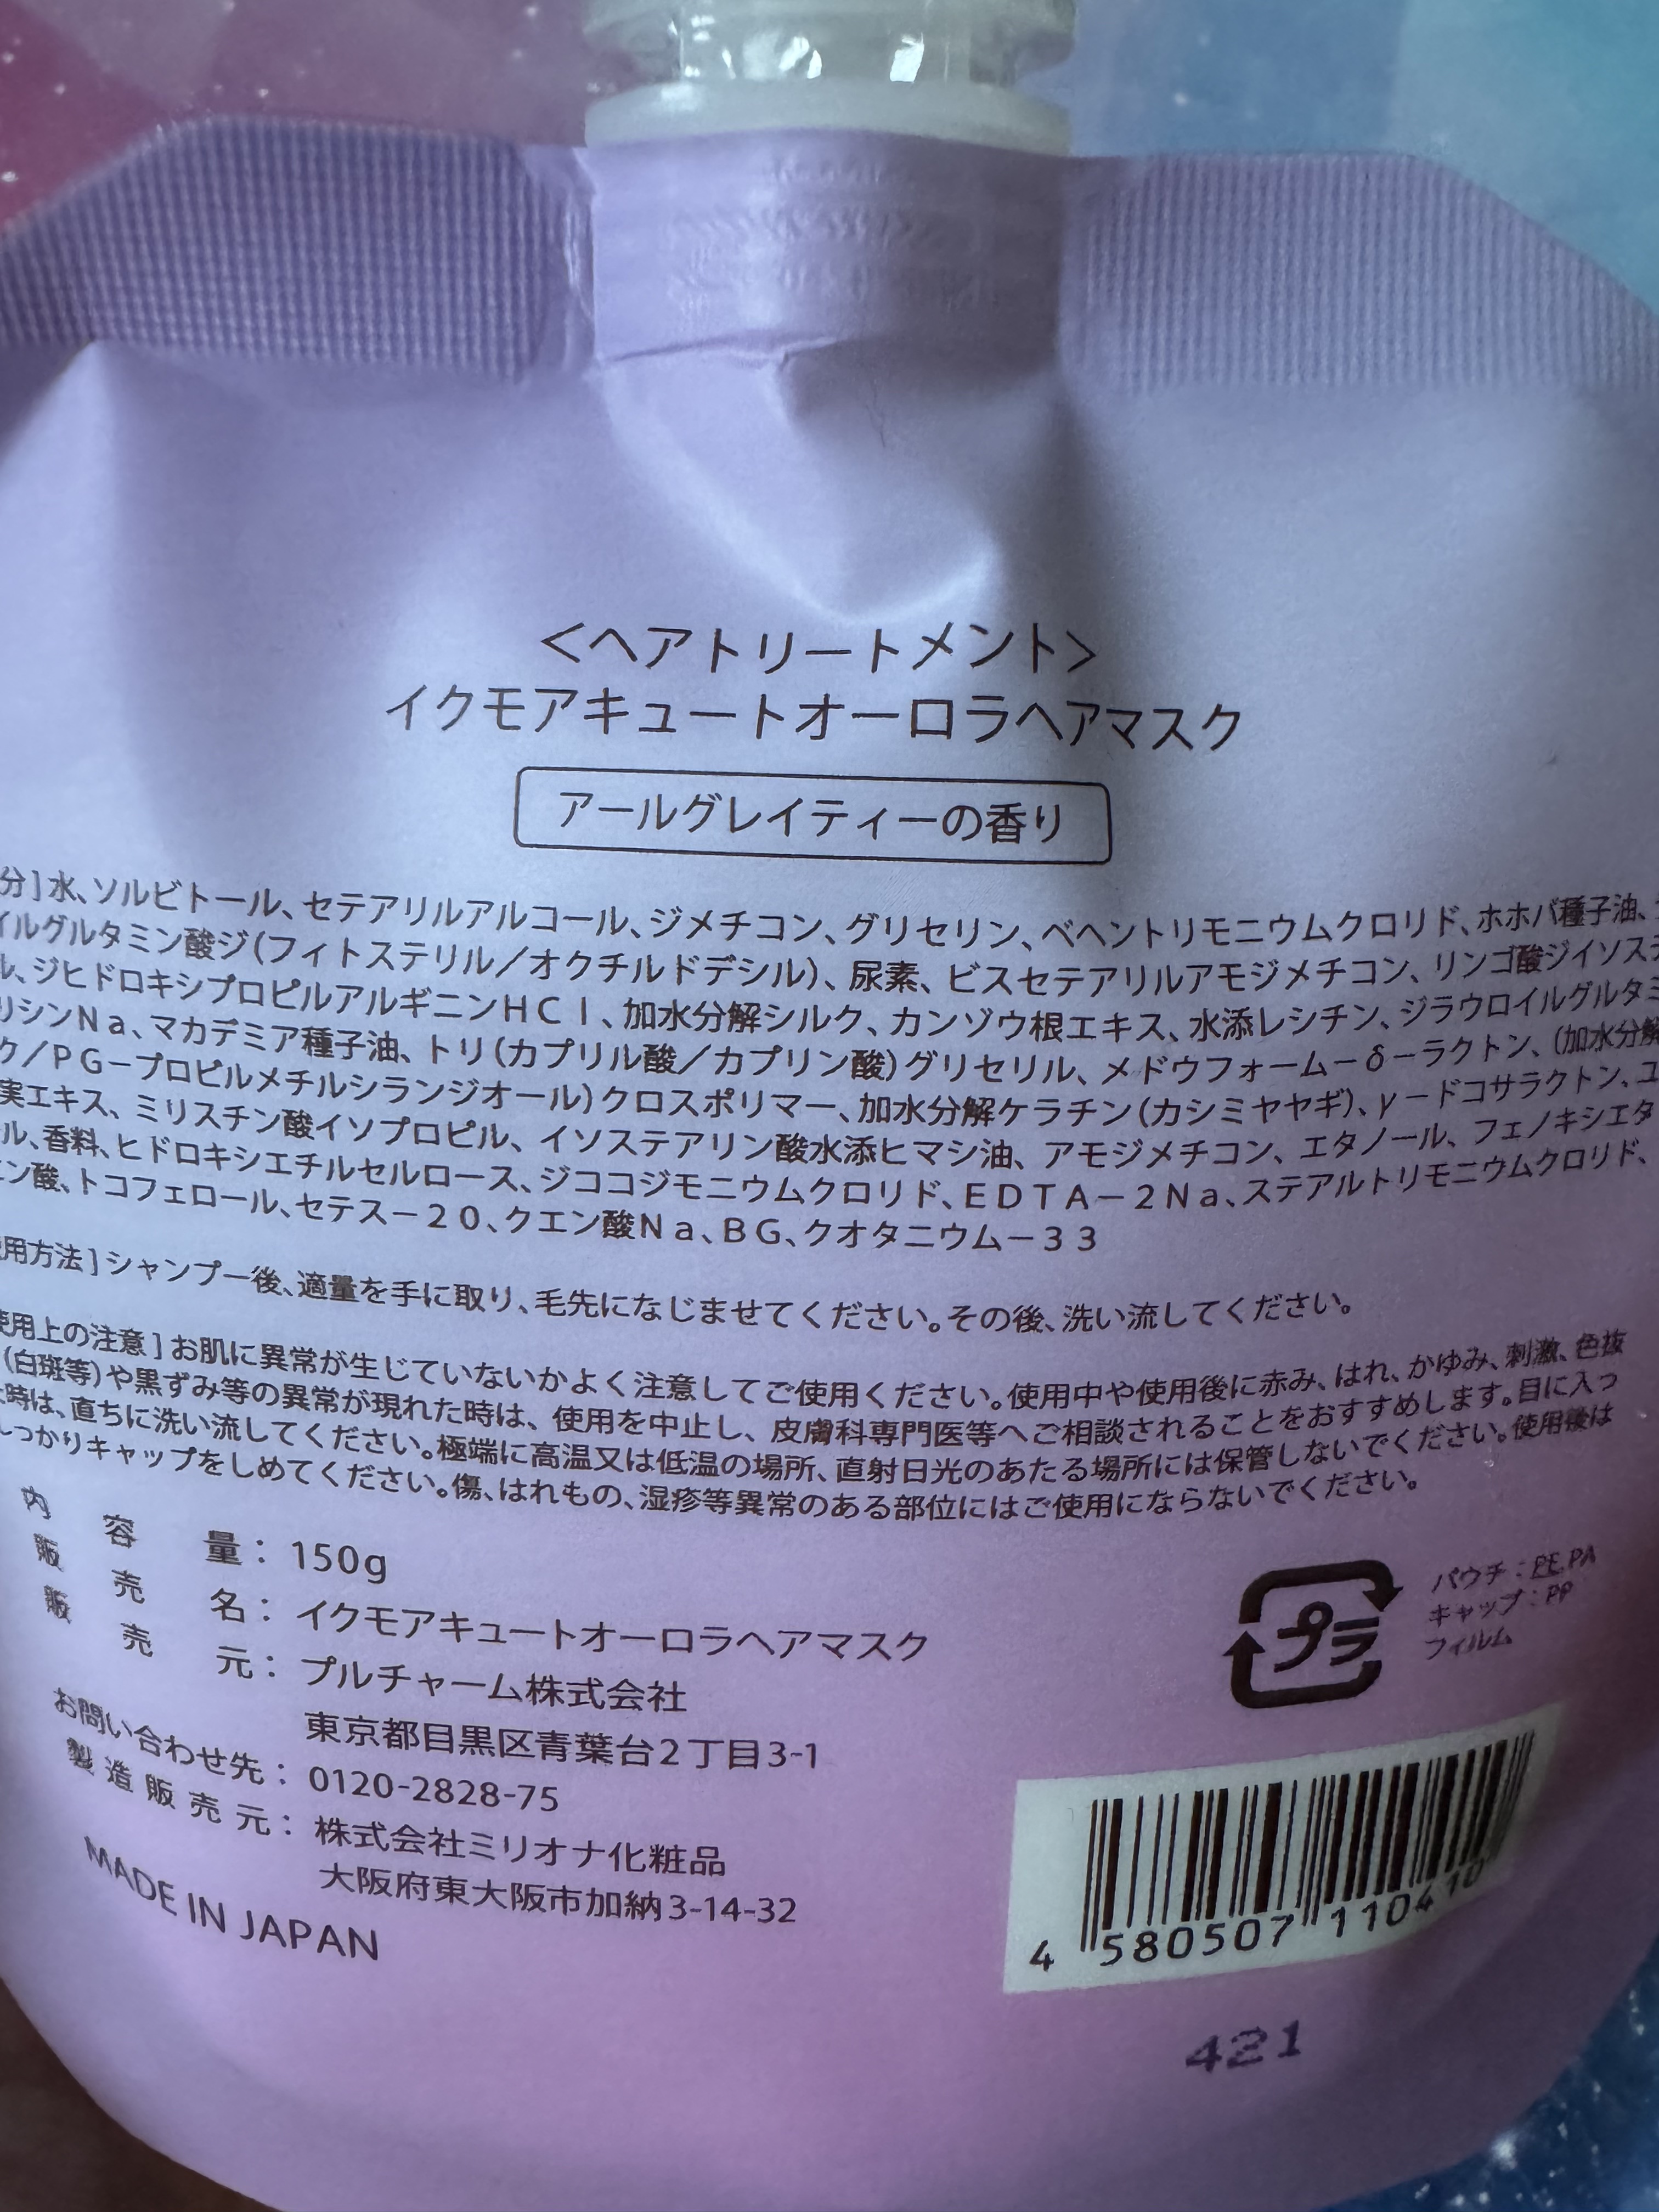 <ヘアトリートメント>
イクモアキュートオーロラヘアマスク
アールグレイティーの香り
分]水、ソルビトール、セテアリルアルコール、ジメチコン、グリセリン、ベヘントリモニウムクロリド、ホホバ種子油、
イルグルタミン酸ジ(フィトステリル/オクチルドデシル)、尿素、ビスセテアリルアモジメチコン、リンゴ酸ジイソステ
ル、ジヒドロキシプロピルアルギニンHCl、加水分解シルク、カンゾウ根エキス、水添レシチン、ジラウロイルグルタミ
リシンNa、マカデミア種子油、トリ(カプリル酸/カプリン酸)グリセリル、メドウフォーム-δ-ラクトン、(加水分解
ク/PG-プロピルメチルシランジオール)クロスポリマー、加水分解ケラチン(カシミヤヤギ)、γ-ドコサラクトン、ユ
実エキス、ミリスチン酸イソプロピル、イソステアリン酸水添ヒマシ油、アモジメチコン、エタノール、フェノキシエタ
ル、香料、ヒドロキシエチルセルロース、ジココジモニウムクロリド、EDTA-2Na、ステアルトリモニウムクロリド、
エン酸、トコフェロール、セテス-20、クエン酸Na、BG、クオタニウム-33
使用方法]シャンプー後、適量を手に取り、毛先になじませてください。その後、洗い流してください。
使用上の注意]お肌に異常が生じていないかよく注意してご使用ください。使用中や使用後に赤み、はれ、かゆみ、刺激、色抜
(白斑等)や黒ずみ等の異常が現れた時は、使用を中止し、皮膚科専門医等へご相談されることをおすすめします。目に入っ
た時は、直ちに洗い流してください。極端に高温又は低温の場所、直射日光のあたる場所には保管しないでください。使用後は
しっかりキャップをしめてください。傷、はれもの、湿疹等異常のある部位にはご使用にならないでください。
内容量:150g
販売名:イクモアキュートオーロラヘアマスク
販売元:プルチャーム株式会社
東京都目黒区青葉台2丁目3-1
お問い合わせ先:0120-2828-75
製造販売元:株式会社ミリオナ化粧品
大阪府東大阪市加納3-14-32
MADE IN JAPAN
プラ
パウチ:PE.PA
キャップ:PP
フィルム
4 580507 110410
421